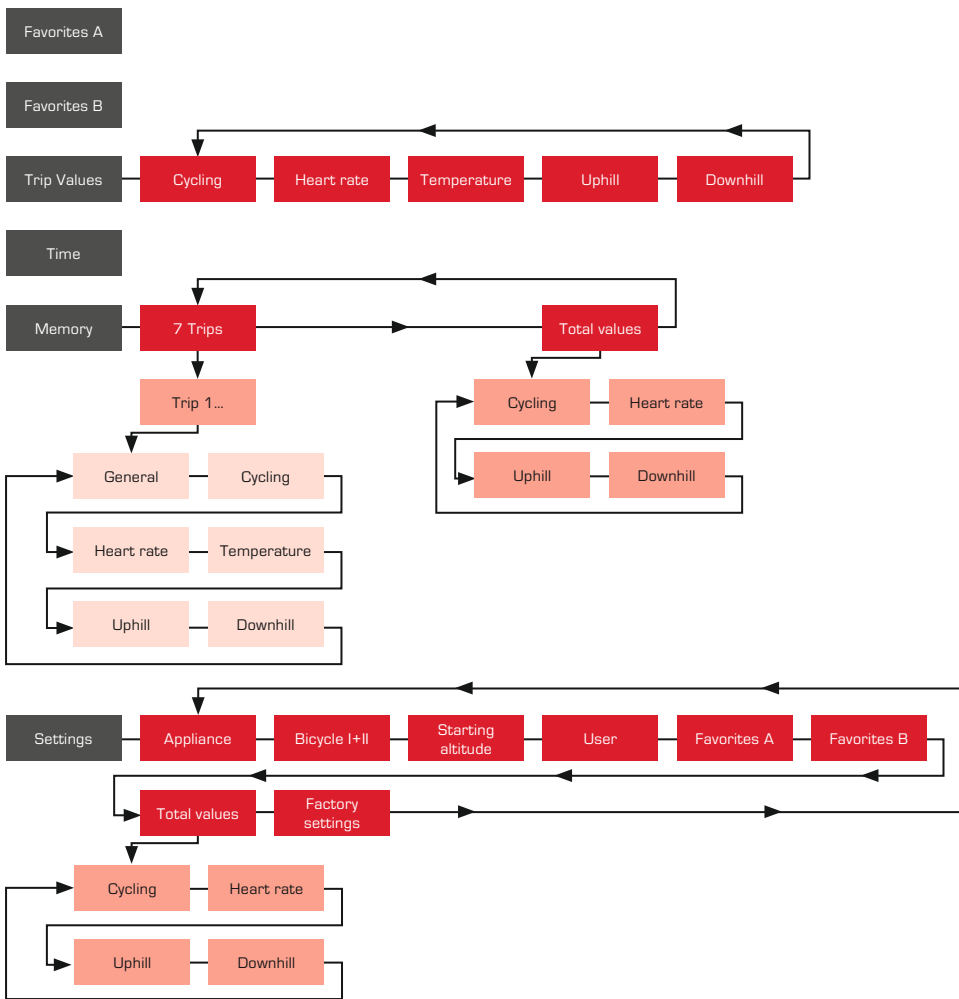 Favorites A
Favorites B
Trip Values
Cycling
Heart rate
Temperature
Uphill
Downhill
Time
Memory
7 Trips
Total values
Trip 1...
Cycling
Heart rate
General
Cycling
Uphill
Downhill
Heart rate
Temperature
Uphill
Downhill
Settings
Appliance
Bicycle I+II
Starting
altitude
User
Favorites A
Favorites B
Total values
Factory
settings
Cycling
Heart rate
Uphill
Downhill